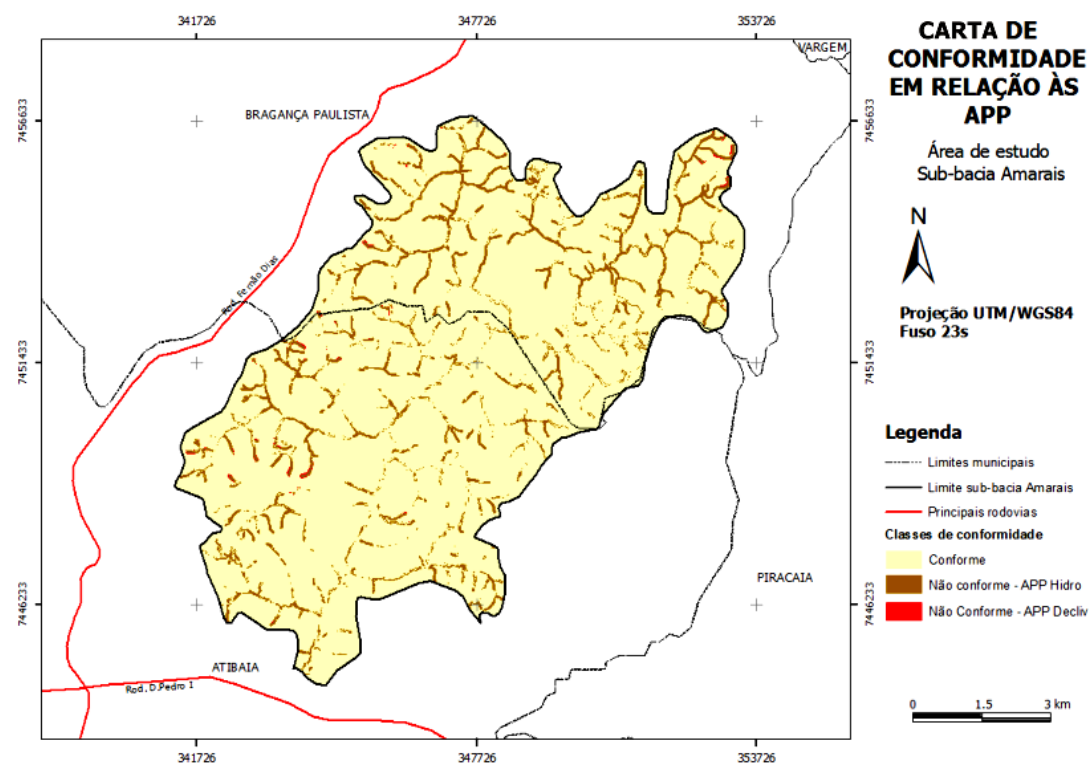 CARTA DE
CONFORMIDADE
EM RELAÇÃO ÀS
APP
Área de estudo
Sub-bacia Amarais
N
Projeção UTM/WGS84
Fuso 23s
Legenda
Limites municipais
Limite sub-bacia Amarais
Principais rodovias
Classes de conformidade
Conforme
Não conforme - APP Hidro
Não Conforme - APP Decliv
0 1.5 3 km
341726 347726 353726
VARGEM
BRAGANÇA PAULISTA
7456633 7456633
Rod. Fernão Dias
7451433 7451433
PIRACAIA
7446233 7446233
ATIBAIA
Rod. D.Pedro I
341726 347726 353726